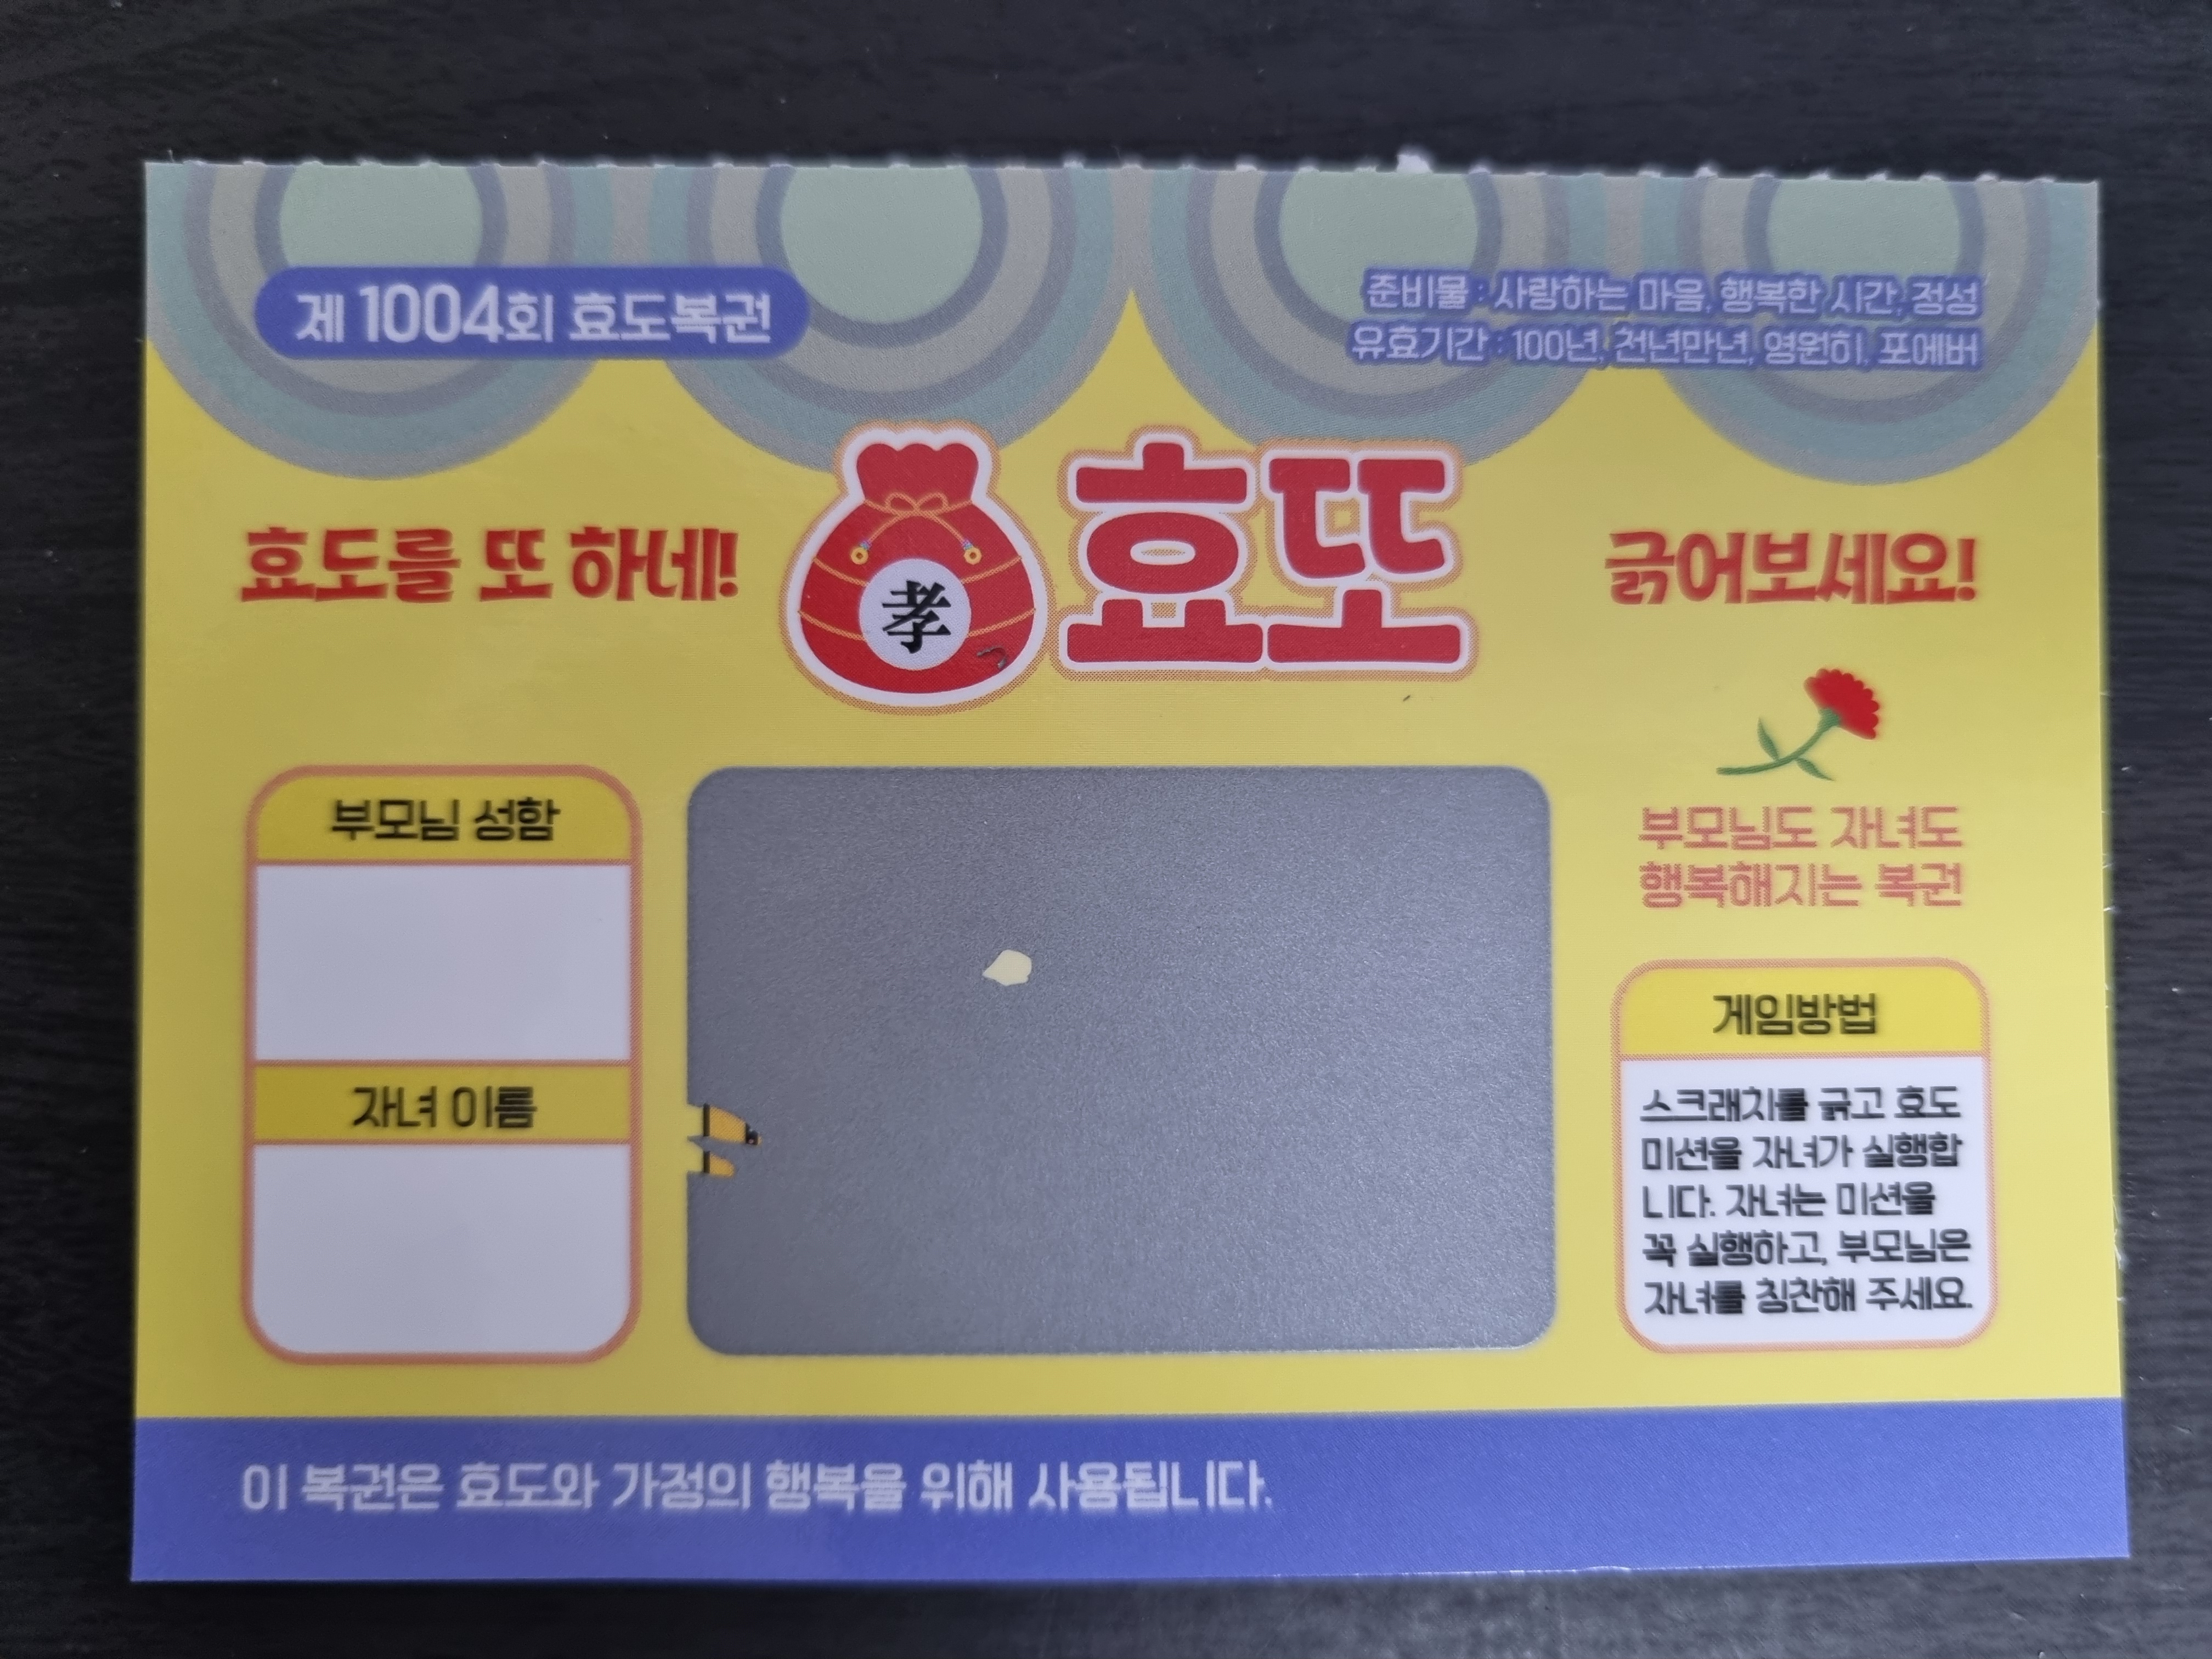 제 1004회 효도복권
준비물 : 사랑하는 마음, 행복한 시간, 정성
유효기간 : 100년, 천년만년, 영원히, 포에버
효도를 또 하네!
孝
효또
긁어보세요!
부모님도 자녀도
행복해지는 복권
부모님 성함
자녀 이름
게임방법
스크래치를 긁고 효도
미션을 자녀가 실행합
니다. 자녀는 미션을
꼭 실행하고, 부모님은
자녀를 칭찬해 주세요.
이 복권은 효도와 가정의 행복을 위해 사용됩니다.